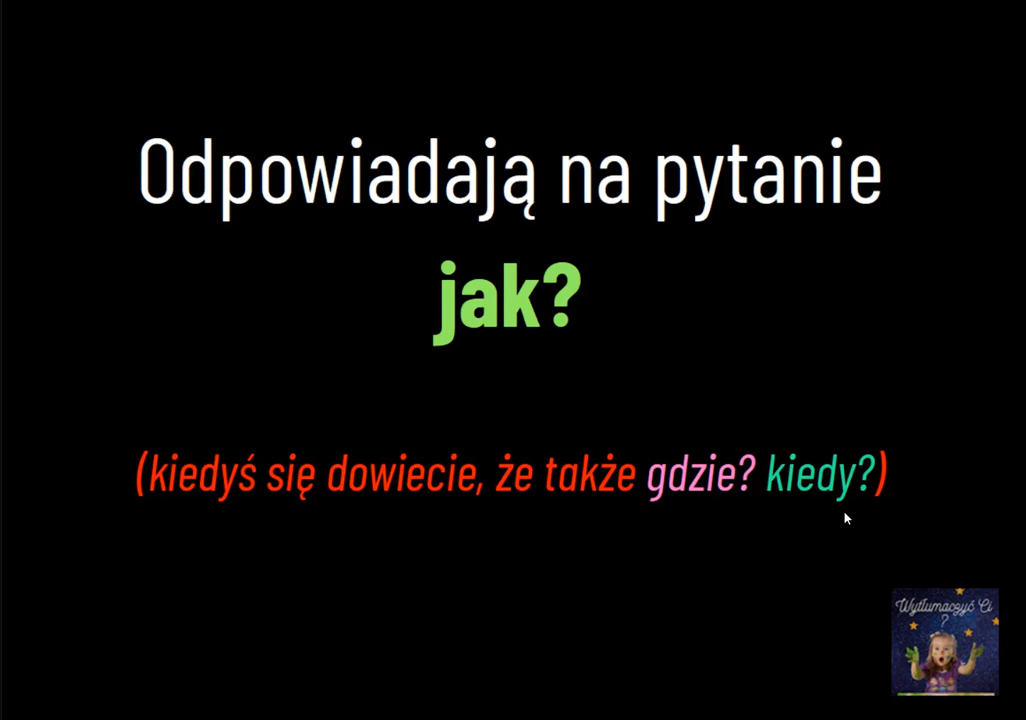 Odpowiadają na pytanie
jak?
(kiedyś się dowiecie, że także gdzie? kiedy?)
Wytłumaczyć Ci
?